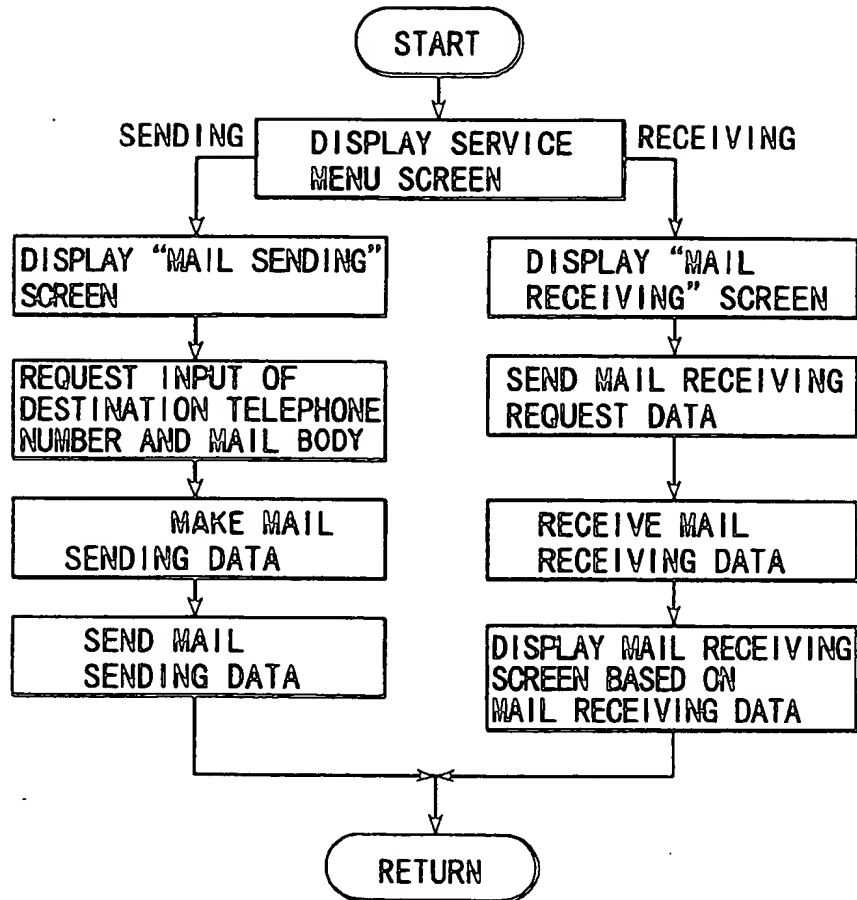 START
SENDING
DISPLAY SERVICE
MENU SCREEN
RECEIVING
DISPLAY “MAIL SENDING”
SCREEN
REQUEST INPUT OF
DESTINATION TELEPHONE
NUMBER AND MAIL BODY
MAKE MAIL
SENDING DATA
SEND MAIL
SENDING DATA
DISPLAY “MAIL
RECEIVING” SCREEN
SEND MAIL RECEIVING
REQUEST DATA
RECEIVE MAIL
RECEIVING DATA
DISPLAY MAIL RECEIVING
SCREEN BASED ON
MAIL RECEIVING DATA
RETURN